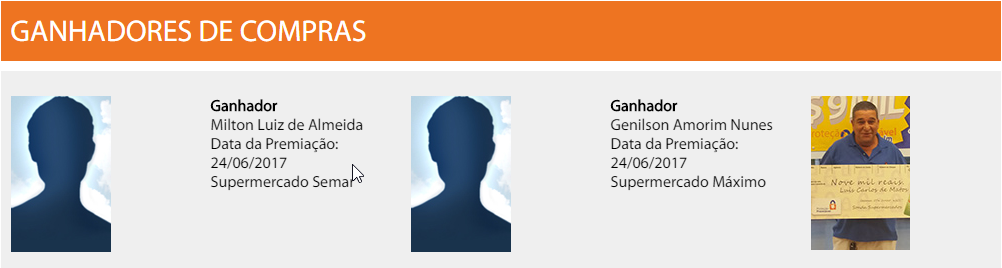 GANHADORES DE COMPRAS
Ganhador
Milton Luiz de Almeida
Data da Premiação:
24/06/2017
Supermercado Semar
Ganhador
Genilson Amorim Nunes
Data da Premiação:
24/06/2017
Supermercado Máximo
$ 9 MIL
Nove mil reais.
Luis Carlos de Matos